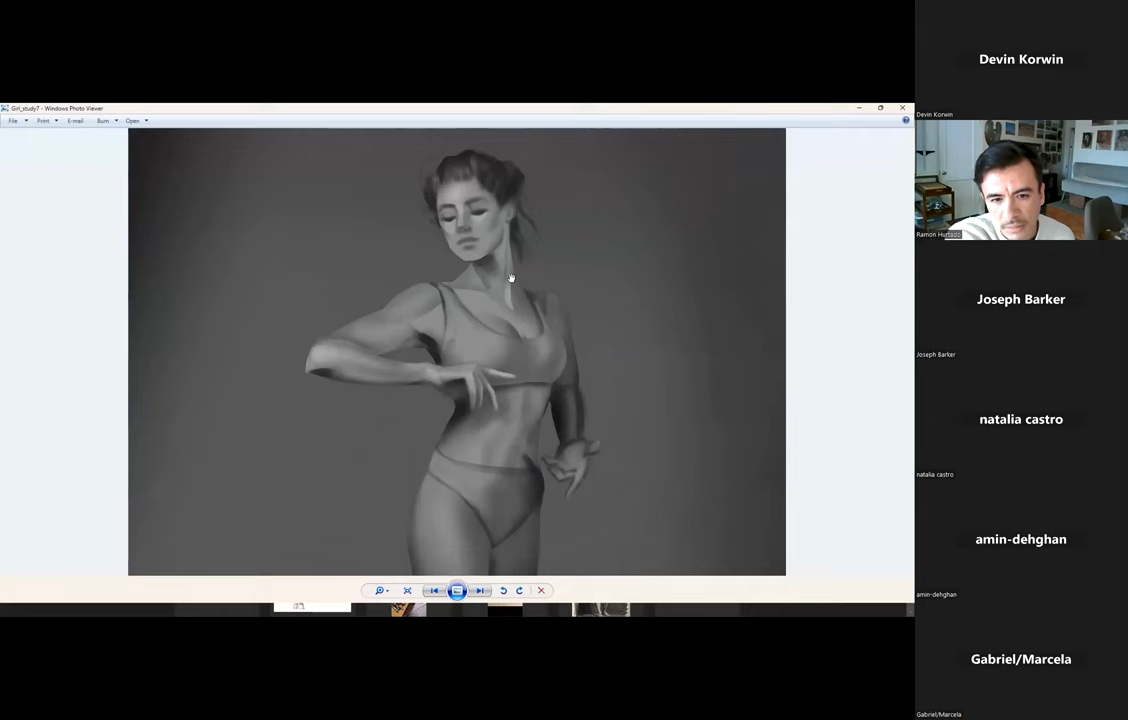 Girl_study7 - Windows Photo Viewer
File Print E-mail Burn Open
Devin Korwin
Devin Korwin
Ramon Hurtado
Joseph Barker
Joseph Barker
natalia castro
natalia castro
amin-dehghan
amin-dehghan
Gabriel/Marcela
Gabriel/Marcela